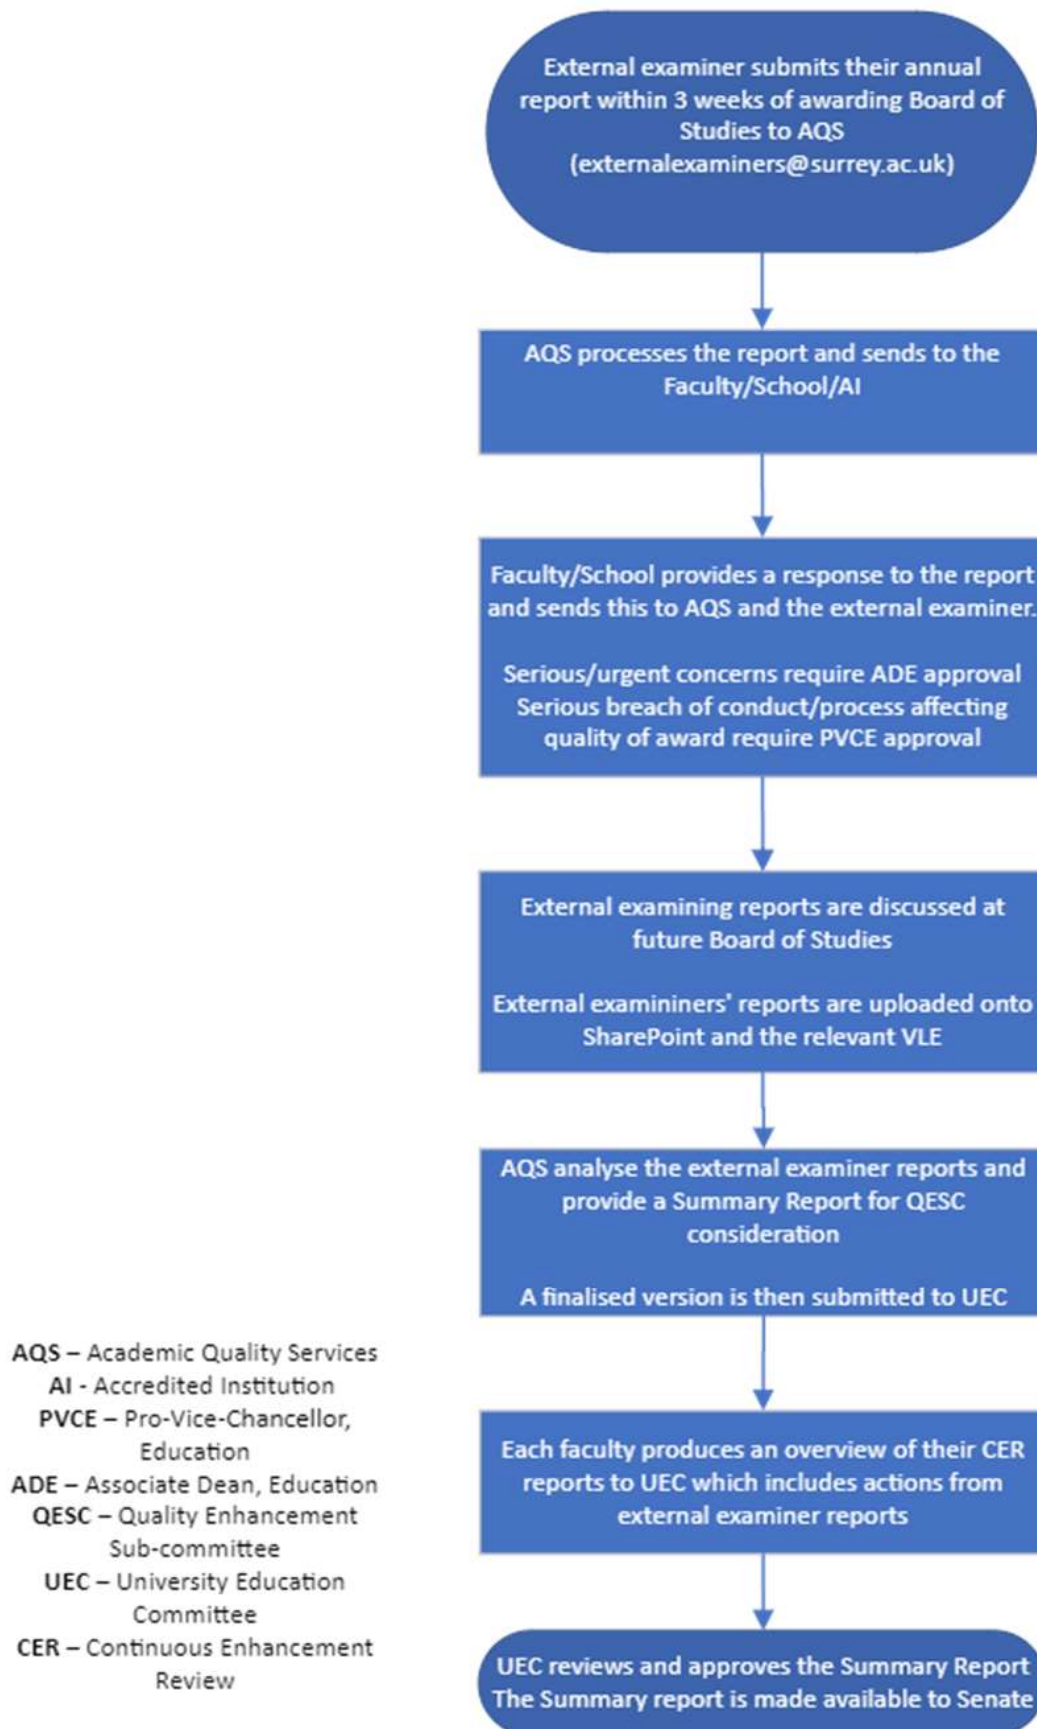 External examiner submits their annual
report within 3 weeks of awarding Board of
Studies to AQS
(externalexaminers@surrey.ac.uk)
AQS processes the report and sends to the
Faculty/School/AI
Faculty/School provides a response to the report
and sends this to AQS and the external examiner.
Serious/urgent concerns require ADE approval
Serious breach of conduct/process affecting
quality of award require PVCE approval
External examining reports are discussed at
future Board of Studies
External examininers' reports are uploaded onto
SharePoint and the relevant VLE
AQS analyse the external examiner reports and
provide a Summary Report for QESC
consideration
A finalised version is then submitted to UEC
Each faculty produces an overview of their CER
reports to UEC which includes actions from
external examiner reports
UEC reviews and approves the Summary Report
The Summary report is made available to Senate
AQS – Academic Quality Services
AI - Accredited Institution
PVCE – Pro-Vice-Chancellor,
Education
ADE – Associate Dean, Education
QESC – Quality Enhancement
Sub-committee
UEC – University Education
Committee
CER – Continuous Enhancement
Review